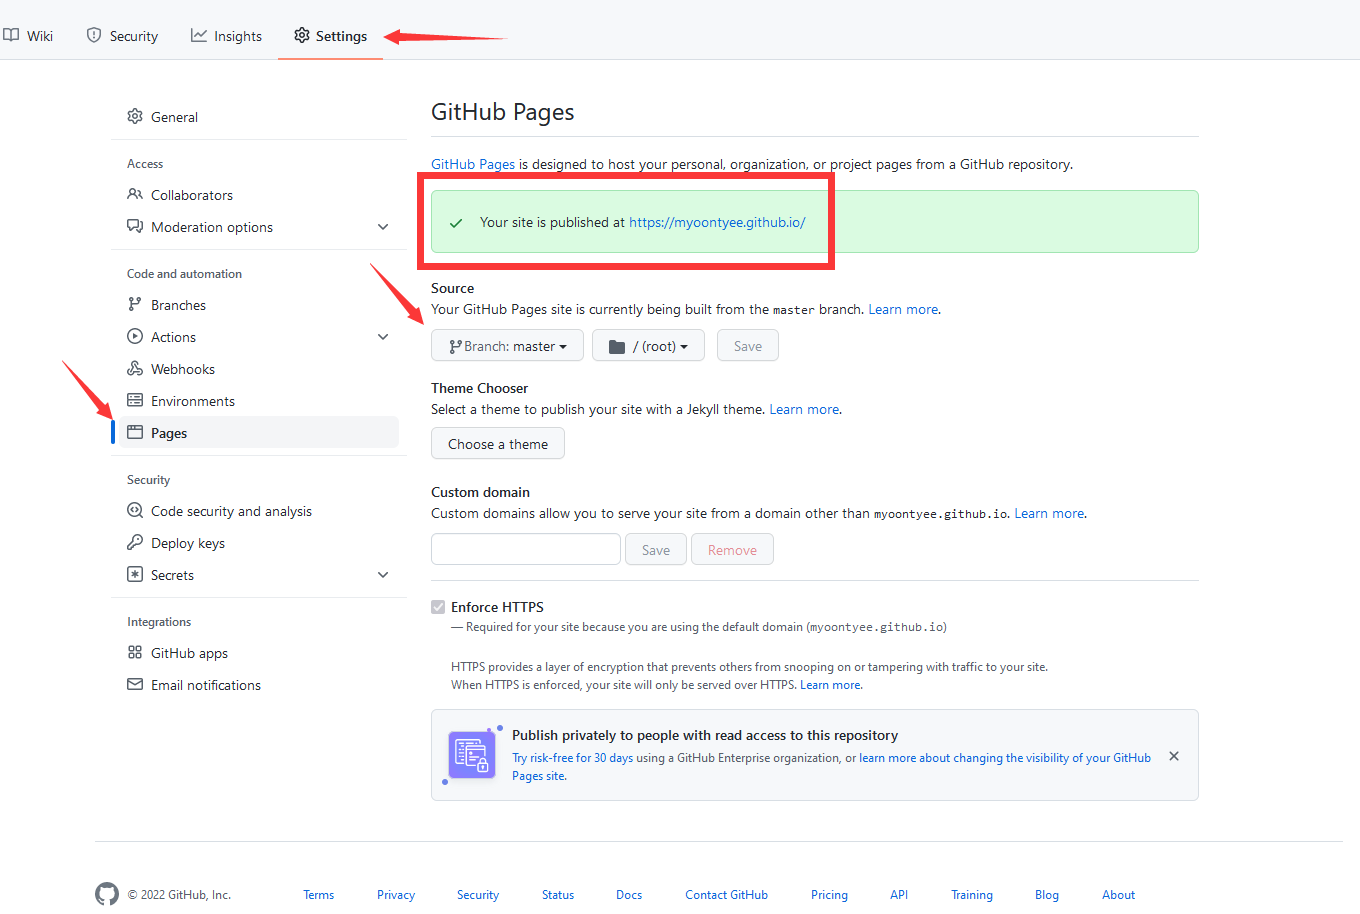 Wiki Security Insights Settings
General
Access
Collaborators
Moderation options
Code and automation
Branches
Actions
Webhooks
Environments
Pages
Security
Code security and analysis
Deploy keys
Secrets
Integrations
GitHub apps
Email notifications
GitHub Pages
GitHub Pages is designed to host your personal, organization, or project pages from a GitHub repository.
Your site is published at https://myoontyee.github.io/
Source
Your GitHub Pages site is currently being built from the master branch. Learn more.
Branch: master / (root) Save
Theme Chooser
Select a theme to publish your site with a Jekyll theme. Learn more.
Choose a theme
Custom domain
Custom domains allow you to serve your site from a domain other than myoontyee.github.io. Learn more.
Save Remove
Enforce HTTPS
— Required for your site because you are using the default domain (myoontyee.github.io)
HTTPS provides a layer of encryption that prevents others from snooping on or tampering with traffic to your site.
When HTTPS is enforced, your site will only be served over HTTPS. Learn more.
Publish privately to people with read access to this repository
Try risk-free for 30 days using a GitHub Enterprise organization, or learn more about changing the visibility of your GitHub
Pages site.
© 2022 GitHub, Inc. Terms Privacy Security Status Docs Contact GitHub Pricing API Training Blog About